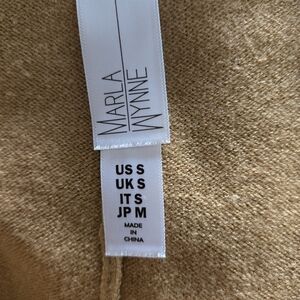 MARLA
WYNNE
US S
UK S
IT S
JP M
MADE
IN
CHINA